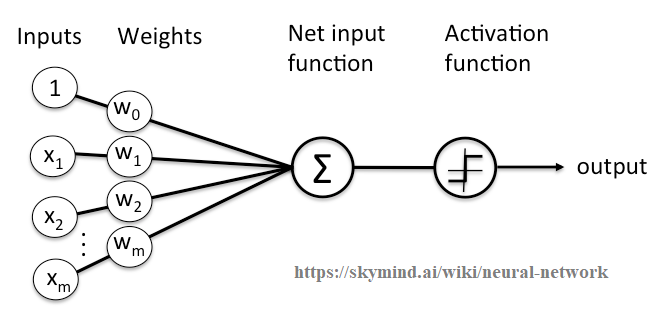 Inputs
Weights
Net input
function
Activation
function
1
w0
x1
w1
x2
w2
⋮
wm
xm
Σ
output
https://skymind.ai/wiki/neural-network